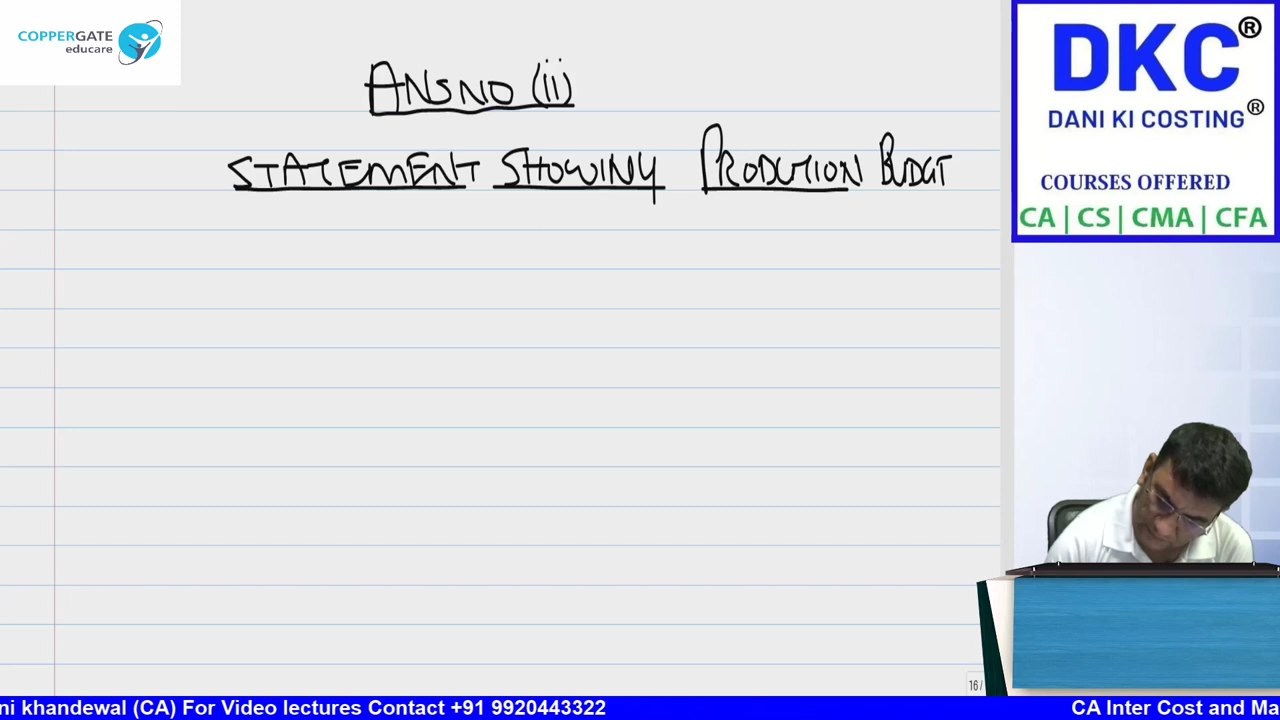 COPPERGATE
educare
ANS NO (ii)
STATEMENT SHOWING PRODUCTION BUDGET
DKC®
DANI KI COSTING®
COURSES OFFERED
CA | CS | CMA | CFA
16/
ni khandewal (CA) For Video lectures Contact +91 9920443322
CA Inter Cost and Ma